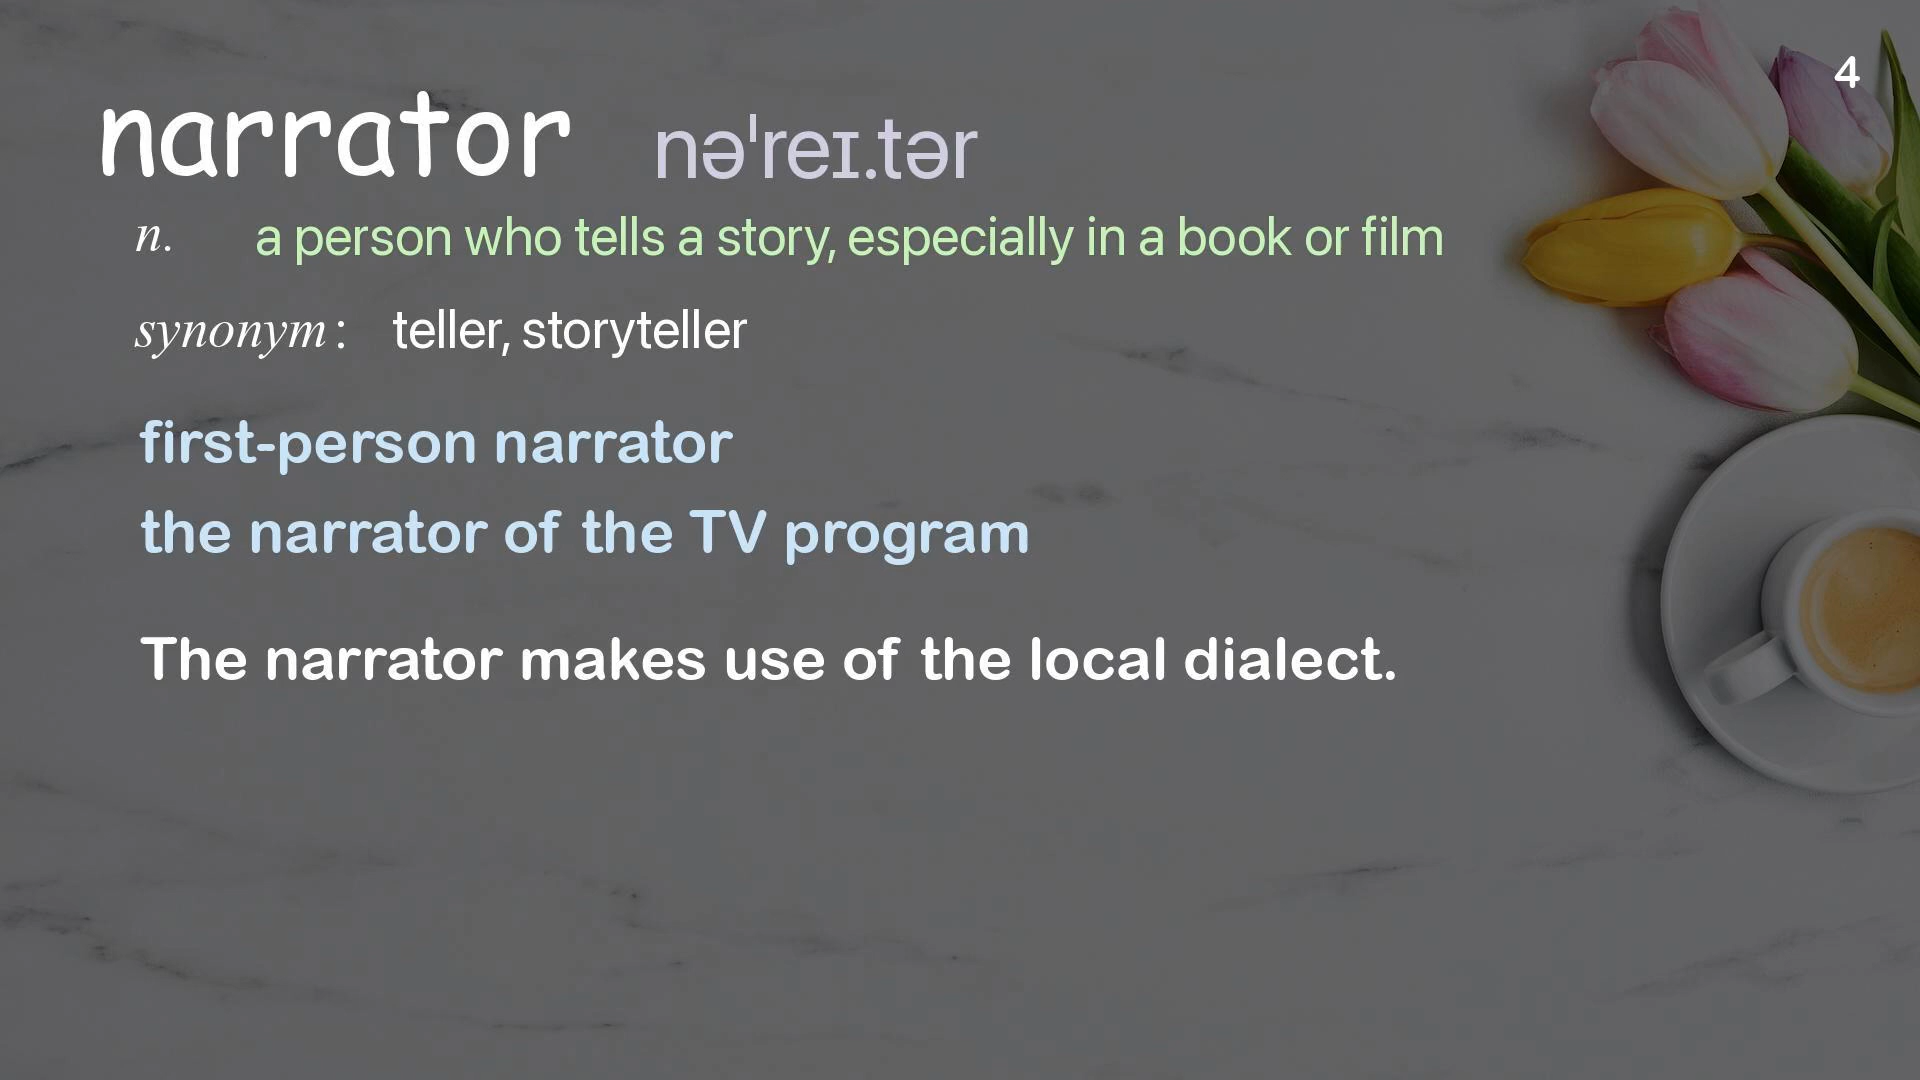 4
narrator nəˈreɪ.tər
n. a person who tells a story, especially in a book or film
synonym: teller, storyteller
first-person narrator
the narrator of the TV program
The narrator makes use of the local dialect.